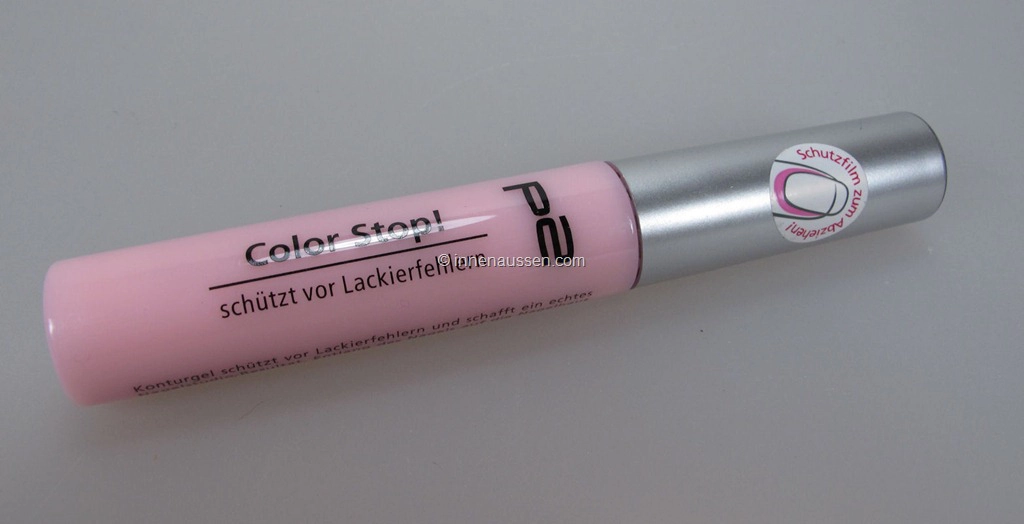 Color Stop!
schützt vor Lackierfehlern
Konturgel schützt vor Lackierfehlern und schafft ein echtes
P2
Schutzfilm zum Abziehen!
© innenaussen.com